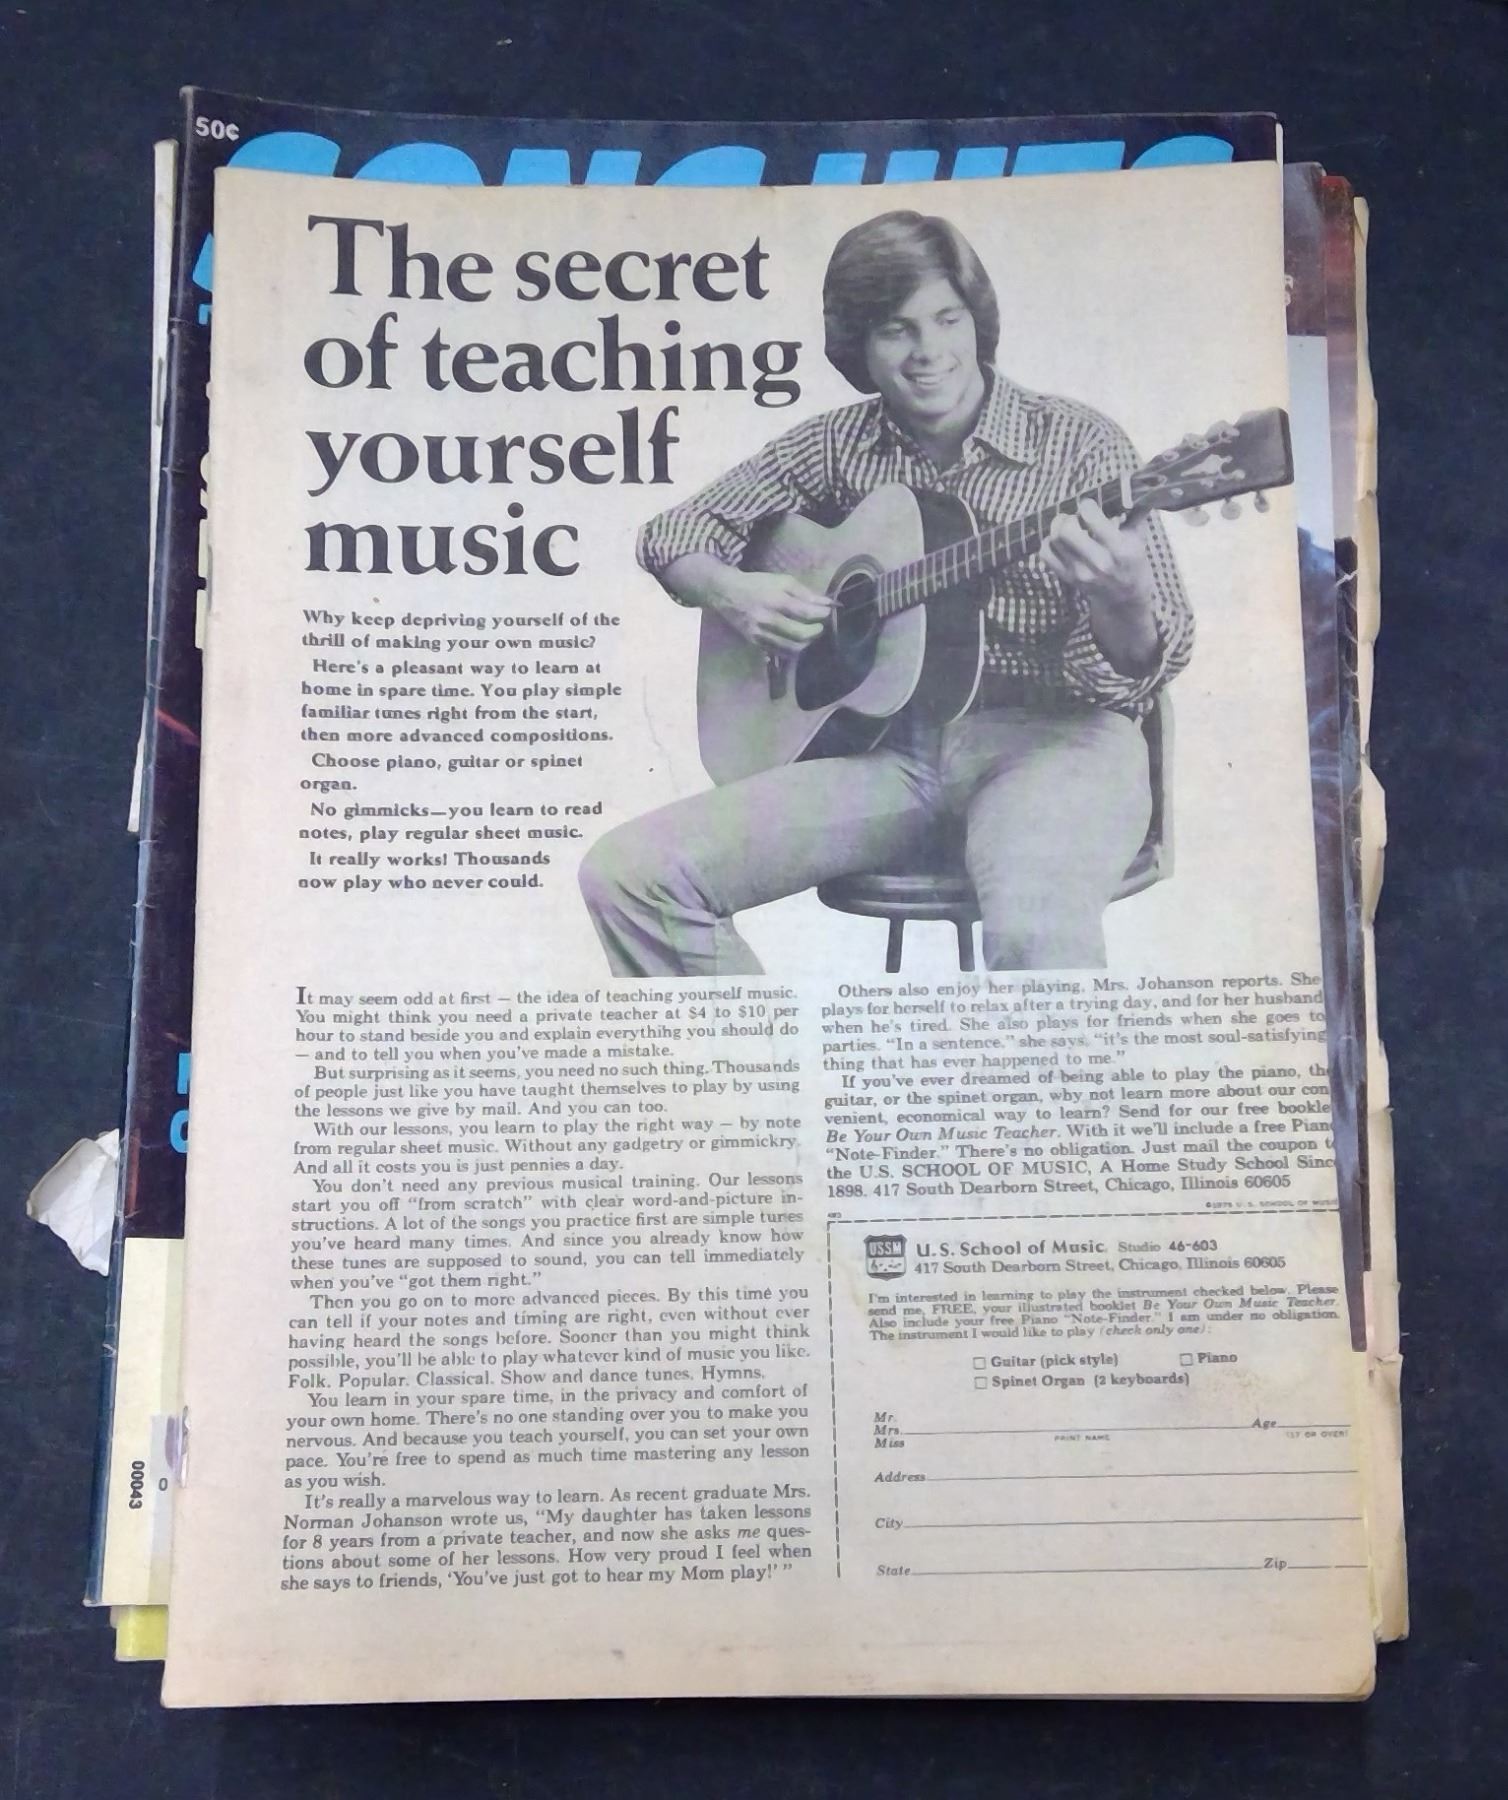 50¢
SONG HITS
The secret
of teaching
yourself
music
Why keep depriving yourself of the
thrill of making your own music?
Here's a pleasant way to learn at
home in spare time. You play simple
familiar tunes right from the start,
then more advanced compositions.
Choose piano, guitar or spinet
organ.
No gimmicks—you learn to read
notes, play regular sheet music.
It really works! Thousands
now play who never could.
It may seem odd at first — the idea of teaching yourself music.
You might think you need a private teacher at $4 to $10 per
hour to stand beside you and explain everything you should do
— and to tell you when you've made a mistake.
But surprising as it seems, you need no such thing. Thousands
of people just like you have taught themselves to play by using
the lessons we give by mail. And you can too.
With our lessons, you learn to play the right way — by note
from regular sheet music. Without any gadgetry or gimmickry.
And all it costs you is just pennies a day.
You don't need any previous musical training. Our lessons
start you off "from scratch" with clear word-and-picture in-
structions. A lot of the songs you practice first are simple tunes
you've heard many times. And since you already know how
these tunes are supposed to sound, you can tell immediately
when you've "got them right."
Then you go on to more advanced pieces. By this time you
can tell if your notes and timing are right, even without ever
having heard the songs before. Sooner than you might think
possible, you'll be able to play whatever kind of music you like.
Folk. Popular. Classical. Show and dance tunes. Hymns.
You learn in your spare time, in the privacy and comfort of
your own home. There's no one standing over you to make you
nervous. And because you teach yourself, you can set your own
pace. You're free to spend as much time mastering any lesson
as you wish.
It's really a marvelous way to learn. As recent graduate Mrs.
Norman Johanson wrote us, "My daughter has taken lessons
for 8 years from a private teacher, and now she asks me ques-
tions about some of her lessons. How very proud I feel when
she says to friends, 'You've just got to hear my Mom play!' "
Others also enjoy her playing, Mrs. Johanson reports. She
plays for herself to relax after a trying day, and for her husband
when he's tired. She also plays for friends when she goes to
parties. "In a sentence," she says, "it's the most soul-satisfying
thing that has ever happened to me."
If you've ever dreamed of being able to play the piano, the
guitar, or the spinet organ, why not learn more about our con
venient, economical way to learn? Send for our free bookle
Be Your Own Music Teacher. With it we'll include a free Pian
"Note-Finder." There's no obligation. Just mail the coupon t
the U.S. SCHOOL OF MUSIC, A Home Study School Sinc
1898. 417 South Dearborn Street, Chicago, Illinois 60605
U.S. SCHOOL OF MUSIC
USSM
U.S. School of Music Studio 46-603
417 South Dearborn Street, Chicago, Illinois 60605
I'm interested in learning to play the instrument checked below. Please
send me, FREE, your illustrated booklet Be Your Own Music Teacher.
Also include your free Piano "Note-Finder." I am under no obligation.
The instrument I would like to play (check only one):
Guitar (pick style) Piano
Spinet Organ (2 keyboards)
Mr.
Mrs. Age
Miss PRINT NAME (17 OR OVER)
Address
City
State Zip
00043
0